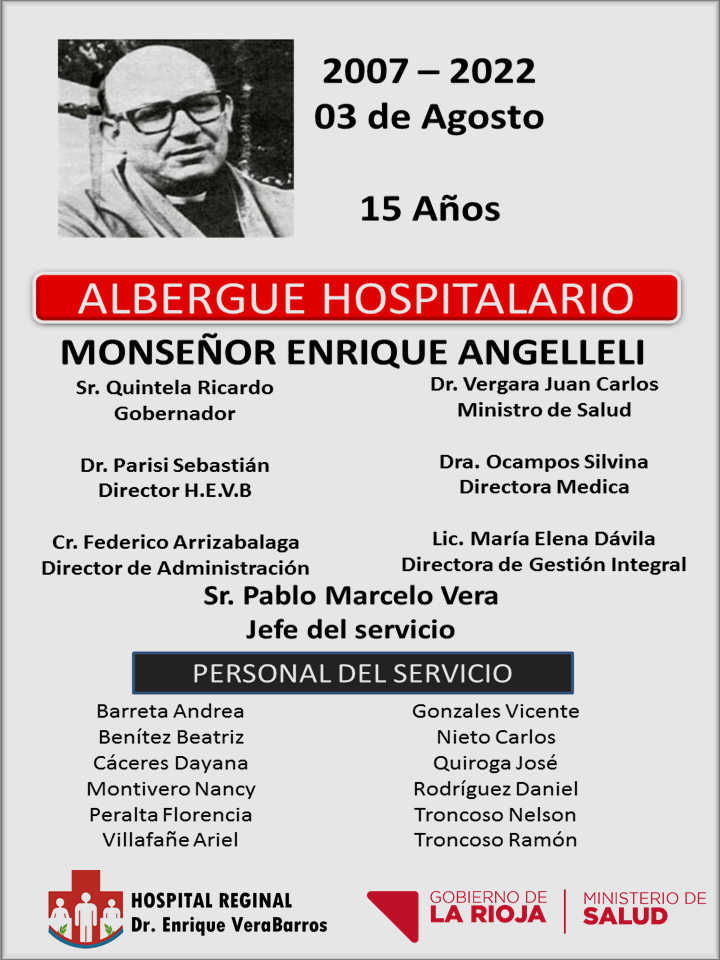 2007 – 2022
03 de Agosto
15 Años
ALBERGUE HOSPITALARIO
MONSEÑOR ENRIQUE ANGELLELI
Sr. Quintela Ricardo
Gobernador
Dr. Vergara Juan Carlos
Ministro de Salud
Dr. Parisi Sebastián
Director H.E.V.B
Dra. Ocampos Silvina
Directora Medica
Cr. Federico Arrizabalaga
Director de Administración
Lic. María Elena Dávila
Directora de Gestión Integral
Sr. Pablo Marcelo Vera
Jefe del servicio
PERSONAL DEL SERVICIO
Barreta Andrea
Benítez Beatriz
Cáceres Dayana
Montivero Nancy
Peralta Florencia
Villafañe Ariel
Gonzales Vicente
Nieto Carlos
Quiroga José
Rodríguez Daniel
Troncoso Nelson
Troncoso Ramón
HOSPITAL REGINAL
Dr. Enrique VeraBarros
GOBIERNO DE
LA RIOJA
MINISTERIO DE
SALUD